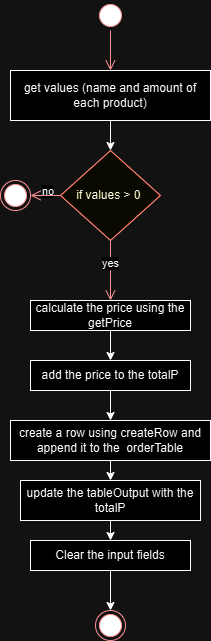 get values (name and amount of
each product)
if values > 0
no
yes
calculate the price using the
getPrice
add the price to the totalP
create a row using createRow and
append it to the orderTable
update the tableOutput with the
totalP
Clear the input fields